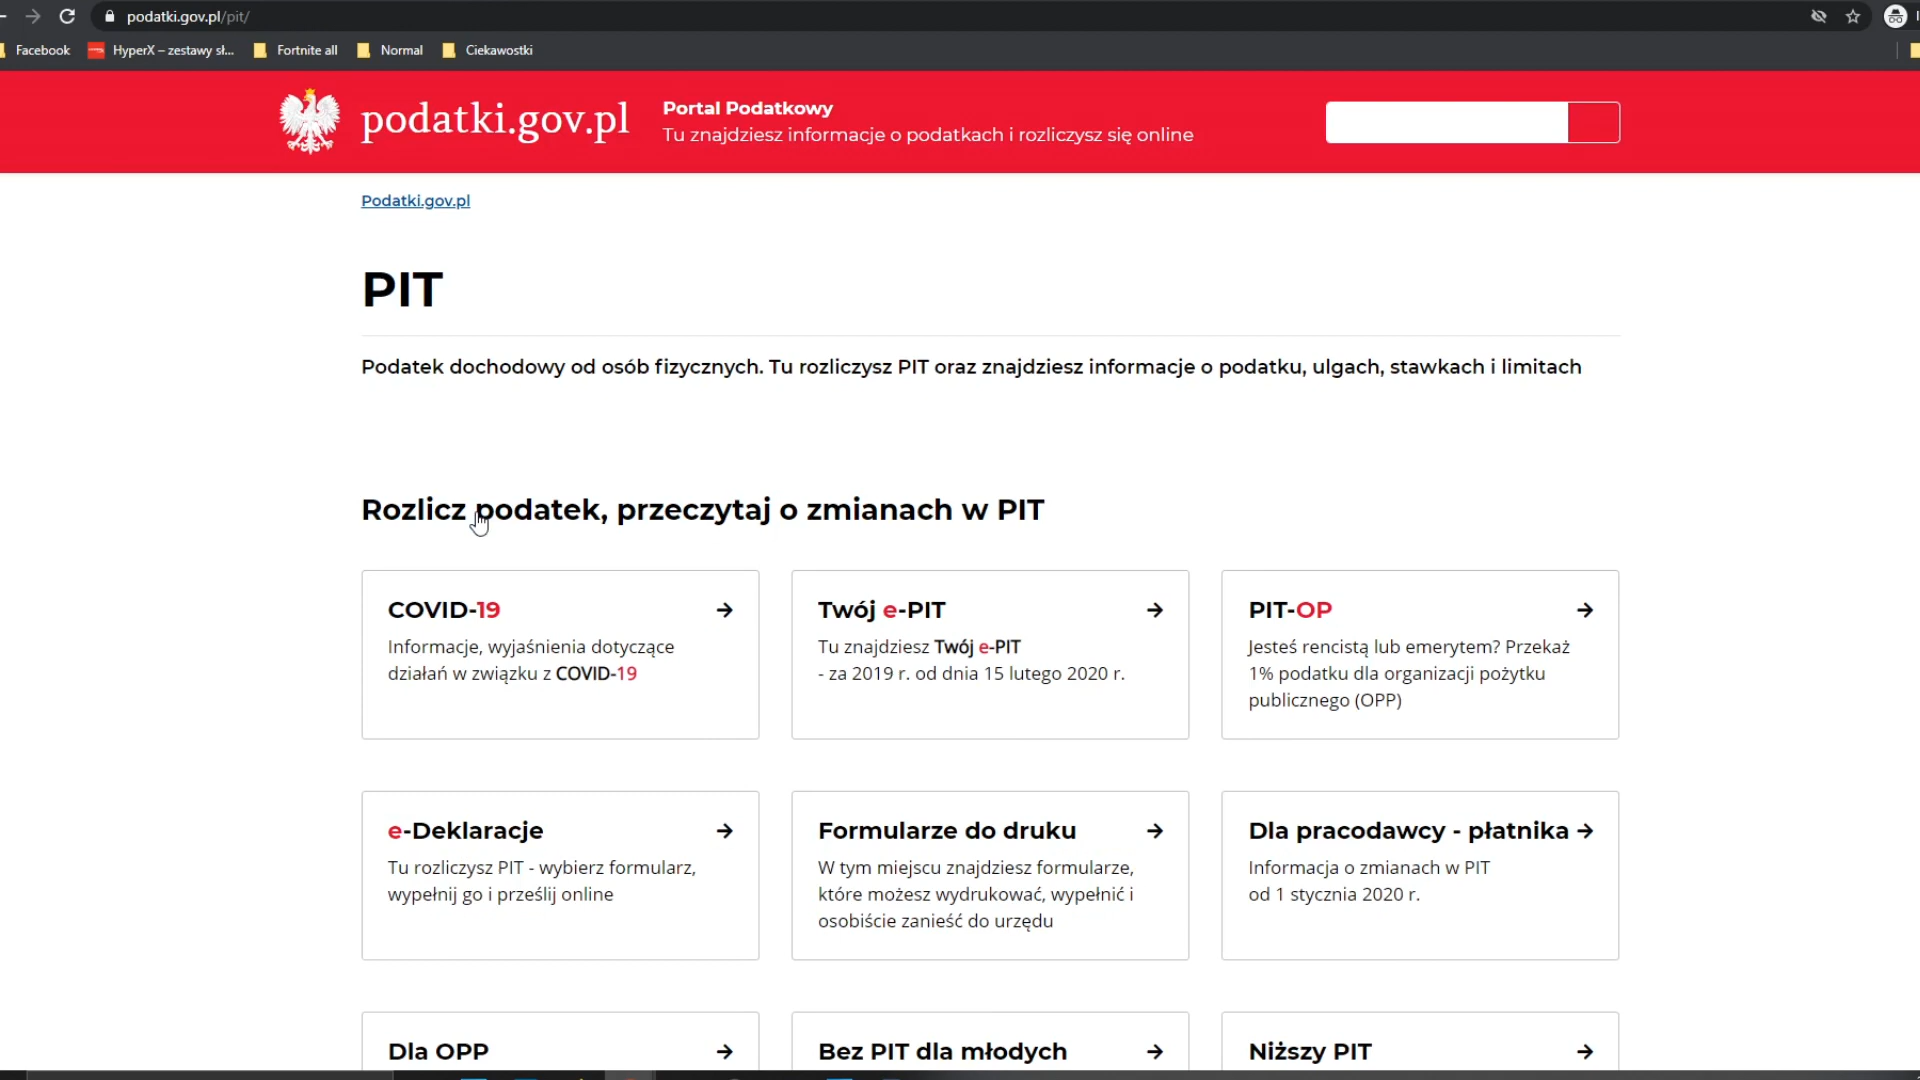 podatki.gov.pl/pit/
Facebook
HyperX – zestawy sł...
Fortnite all
Normal
Ciekawostki
podatki.gov.pl
Portal Podatkowy
Tu znajdziesz informacje o podatkach i rozliczysz się online
Podatki.gov.pl
PIT
Podatek dochodowy od osób fizycznych. Tu rozliczysz PIT oraz znajdziesz informacje o podatku, ulgach, stawkach i limitach
Rozlicz podatek, przeczytaj o zmianach w PIT
COVID-19
Informacje, wyjaśnienia dotyczące
działań w związku z COVID-19
Twój e-PIT
Tu znajdziesz Twój e-PIT
- za 2019 r. od dnia 15 lutego 2020 r.
PIT-OP
Jesteś rencistą lub emerytem? Przekaż
1% podatku dla organizacji pożytku
publicznego (OPP)
e-Deklaracje
Tu rozliczysz PIT - wybierz formularz,
wypełnij go i prześlij online
Formularze do druku
W tym miejscu znajdziesz formularze,
które możesz wydrukować, wypełnić i
osobiście zanieść do urzędu
Dla pracodawcy - płatnika
Informacja o zmianach w PIT
od 1 stycznia 2020 r.
Dla OPP
Bez PIT dla młodych
Niższy PIT